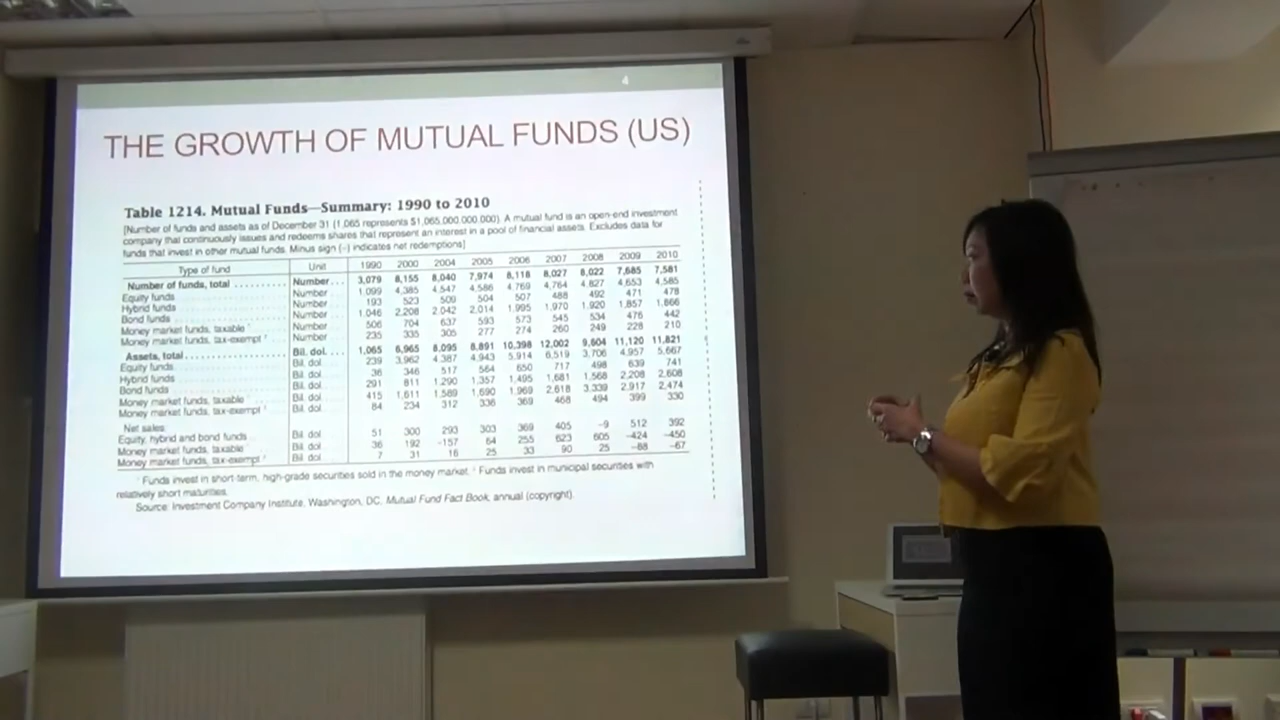 4
THE GROWTH OF MUTUAL FUNDS (US)
Table 1214. Mutual Funds—Summary: 1990 to 2010
[Number of funds and assets as of December 31 (1,065 represents $1,065,000,000,000). A mutual fund is an open-end investment
company that continuously issues and redeems shares that represent an interest in a pool of financial assets. Excludes data for
funds that invest in other mutual funds. Minus sign (-) indicates net redemptions]
Type of fund Unit 1990 2000 2004 2005 2006 2007 2008 2009 2010
Number of funds, total Number 3,079 8,155 8,040 7,974 8,118 8,027 8,022 7,685 7,581
Equity funds Number 1,099 4,385 4,547 4,586 4,769 4,764 4,827 4,653 4,585
Hybrid funds Number 193 523 509 504 507 488 492 471 478
Bond funds Number 1,046 2,208 2,042 2,014 1,995 1,970 1,920 1,857 1,866
Money market funds, taxable Number 506 704 637 593 573 545 534 476 442
Money market funds, tax-exempt Number 235 335 305 277 274 260 249 228 210
Assets, total Bil. dol. 1,065 6,965 8,095 8,891 10,398 12,002 9,604 11,120 11,821
Equity funds Bil. dol 239 3,962 4,387 4,943 5,914 6,519 3,706 4,957 5,667
Hybrid funds Bil. dol 36 346 517 564 650 717 498 639 741
Bond funds Bil. dol 291 811 1,290 1,357 1,495 1,681 1,568 2,208 2,608
Money market funds, taxable Bil. dol 415 1,611 1,589 1,690 1,969 2,618 3,339 2,917 2,474
Money market funds, tax-exempt Bil. dol 84 234 312 336 369 468 494 399 330
Net sales
Equity, hybrid and bond funds Bil. dol 51 300 293 303 369 405 -9 512 392
Money market funds, taxable Bil. dol 36 192 -157 64 255 623 605 -424 -450
Money market funds, tax-exempt Bil. dol 7 31 16 25 33 90 25 -88 -67
Funds invest in short-term, high-grade securities sold in the money market. Funds invest in municipal securities with
relatively short maturities.
Source: Investment Company Institute, Washington, DC, Mutual Fund Fact Book, annual (copyright).